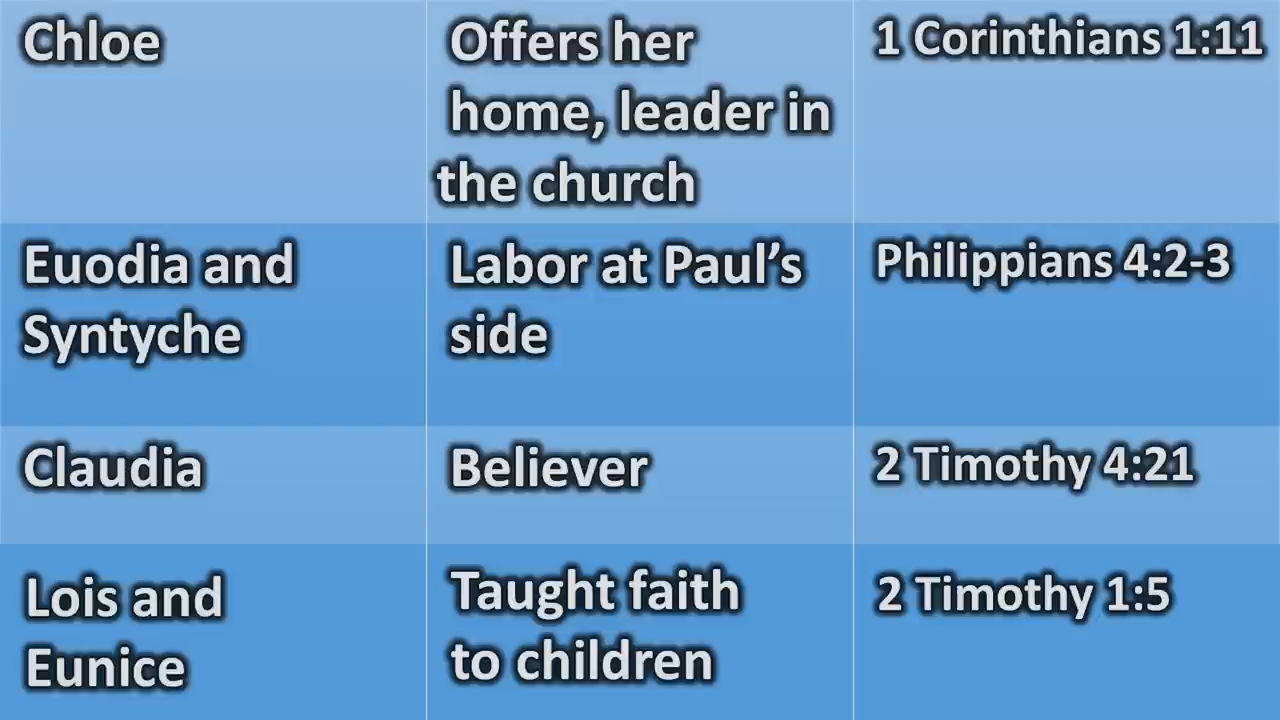 Chloe
Offers her
home, leader in
the church
1 Corinthians 1:11
Euodia and
Syntyche
Labor at Paul’s
side
Philippians 4:2-3
Claudia
Believer
2 Timothy 4:21
Lois and
Eunice
Taught faith
to children
2 Timothy 1:5